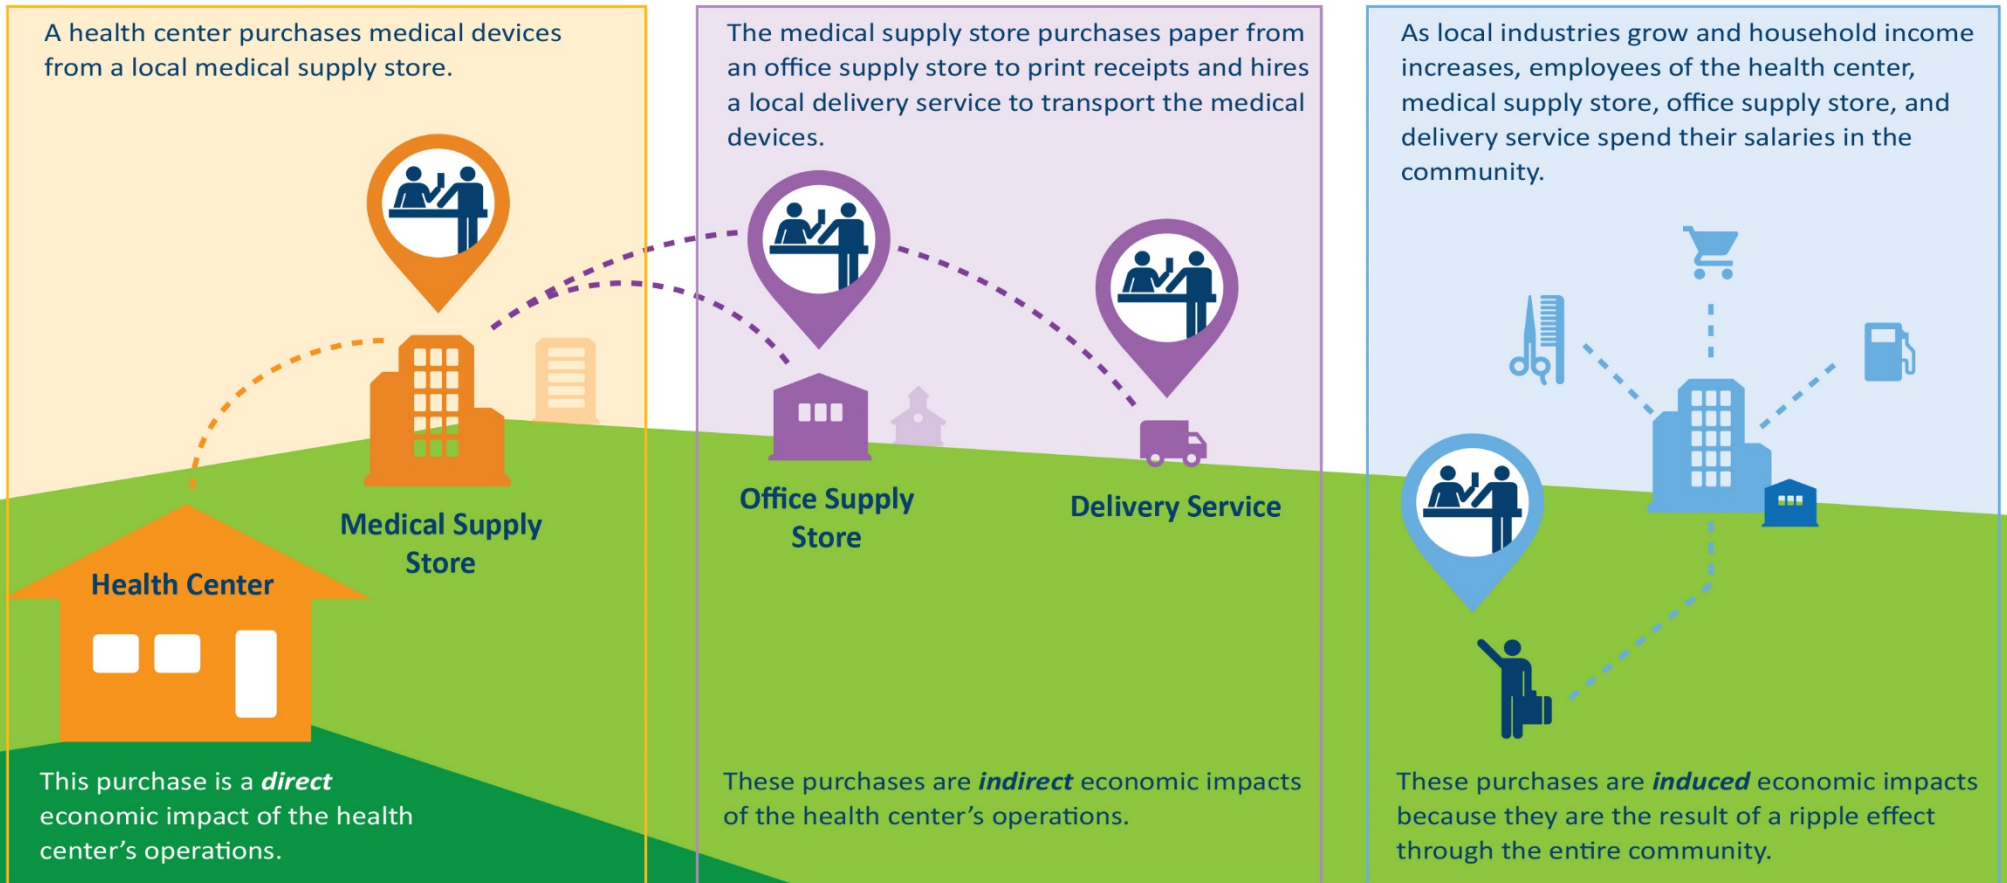 A health center purchases medical devices
from a local medical supply store.
Medical Supply
Store
Health Center
This purchase is a direct
economic impact of the health
center’s operations.
The medical supply store purchases paper from
an office supply store to print receipts and hires
a local delivery service to transport the medical
devices.
Office Supply
Store
Delivery Service
These purchases are indirect economic impacts
of the health center’s operations.
As local industries grow and household income
increases, employees of the health center,
medical supply store, office supply store, and
delivery service spend their salaries in the
community.
These purchases are induced economic impacts
because they are the result of a ripple effect
through the entire community.